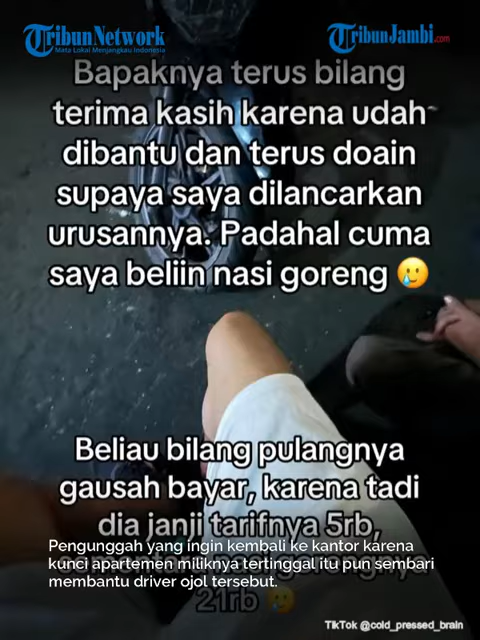 TribunNetwork
Mata Lokal Menjangkau Indonesia
TribunJambi.com
Bapaknya terus bilang
terima kasih karena udah
dibantu dan terus doain
supaya saya dilancarkan
urusannya. Padahal cuma
saya beliin nasi goreng 🥲
Beliau bilang pulangnya
gausah bayar, karena tadi
dia janji tarifnya 5rb,
Pengunggah yang ingin kembali ke kantor karena
kunci apartemen miliknya tertinggal itu pun sembari
membantu driver ojol tersebut.
21rb 🥲
TikTok @cold_pressed_brain